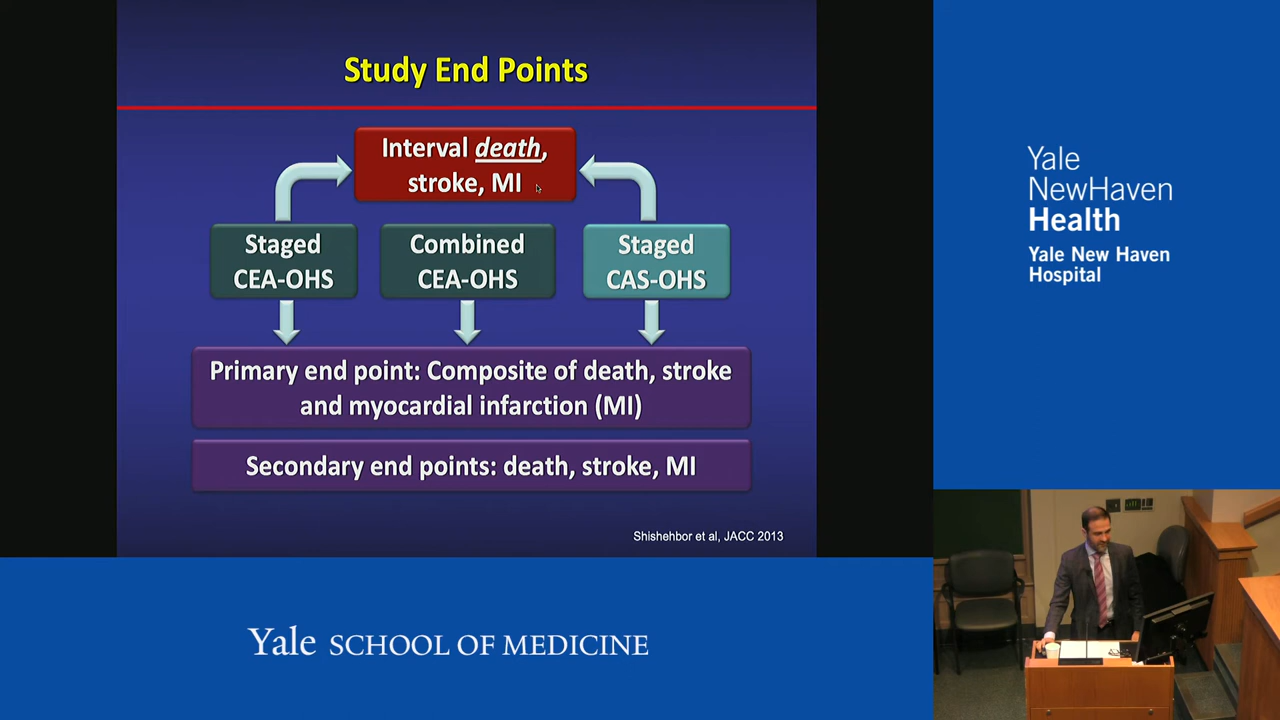 Study End Points
Interval death,
stroke, MI
Staged
CEA-OHS
Combined
CEA-OHS
Staged
CAS-OHS
Primary end point: Composite of death, stroke
and myocardial infarction (MI)
Secondary end points: death, stroke, MI
Shishehbor et al, JACC 2013
Yale
NewHaven
Health
Yale New Haven
Hospital
Yale SCHOOL OF MEDICINE